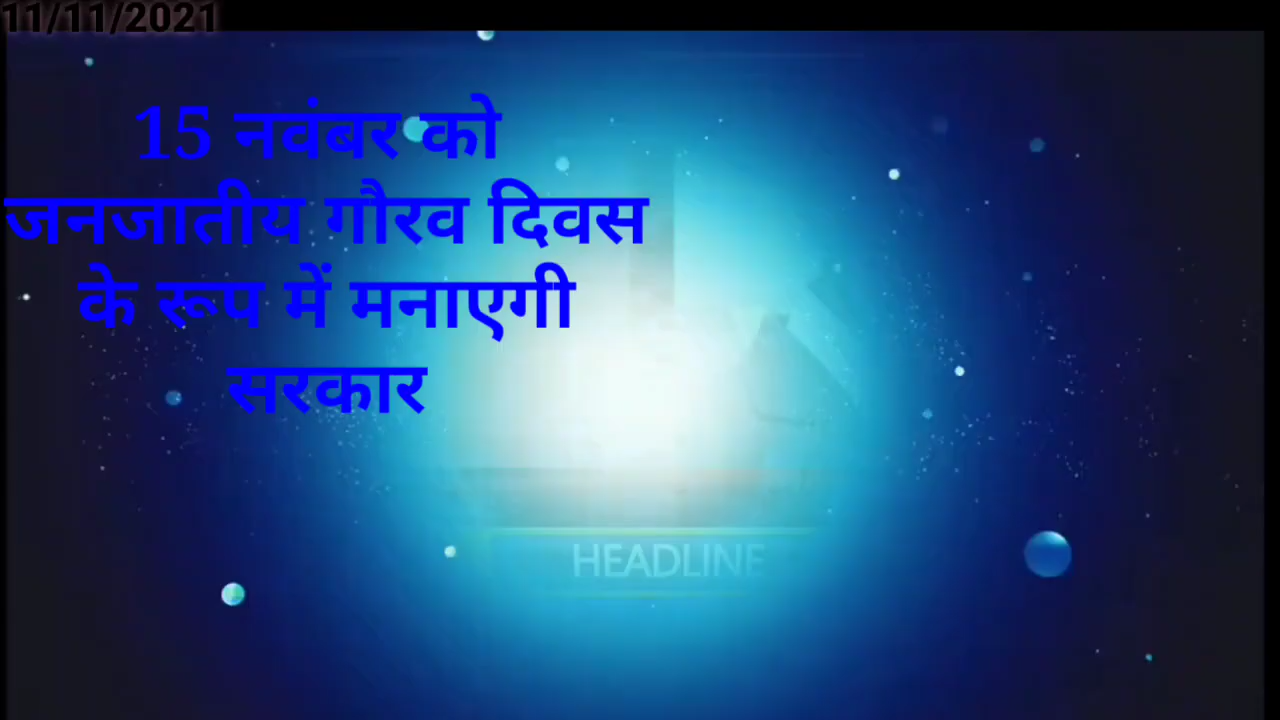 11/11/2021
15 नवंबर को
जनजातीय गौरव दिवस
के रूप में मनाएगी
सरकार
HEADLINE